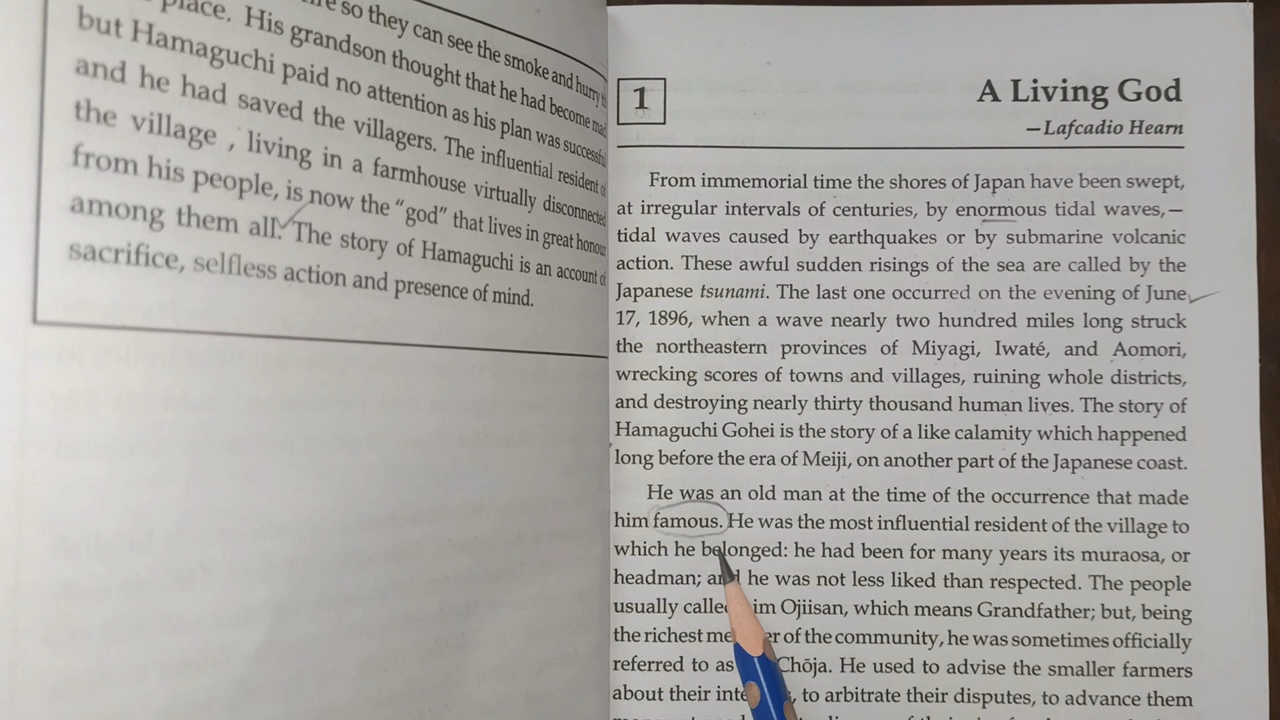 so they can see the smoke and hurry
place. His grandson thought that he had become
but Hamaguchi paid no attention as his plan was successful
and he had saved the villagers. The influential resident
the village , living in a farmhouse virtually disconnected
from his people, is now the “god” that lives in great honour
among them all. The story of Hamaguchi is an account of
sacrifice, selfless action and presence of mind.
1
A Living God
—Lafcadio Hearn
From immemorial time the shores of Japan have been swept,
at irregular intervals of centuries, by enormous tidal waves,—
tidal waves caused by earthquakes or by submarine volcanic
action. These awful sudden risings of the sea are called by the
Japanese tsunami. The last one occurred on the evening of June
17, 1896, when a wave nearly two hundred miles long struck
the northeastern provinces of Miyagi, Iwaté, and Aomori,
wrecking scores of towns and villages, ruining whole districts,
and destroying nearly thirty thousand human lives. The story of
Hamaguchi Gohei is the story of a like calamity which happened
long before the era of Meiji, on another part of the Japanese coast.
He was an old man at the time of the occurrence that made
him famous. He was the most influential resident of the village to
which he belonged: he had been for many years its muraosa, or
headman; and he was not less liked than respected. The people
usually called him Ojiisan, which means Grandfather; but, being
the richest member of the community, he was sometimes officially
referred to as Chōja. He used to advise the smaller farmers
about their , to arbitrate their disputes, to advance them